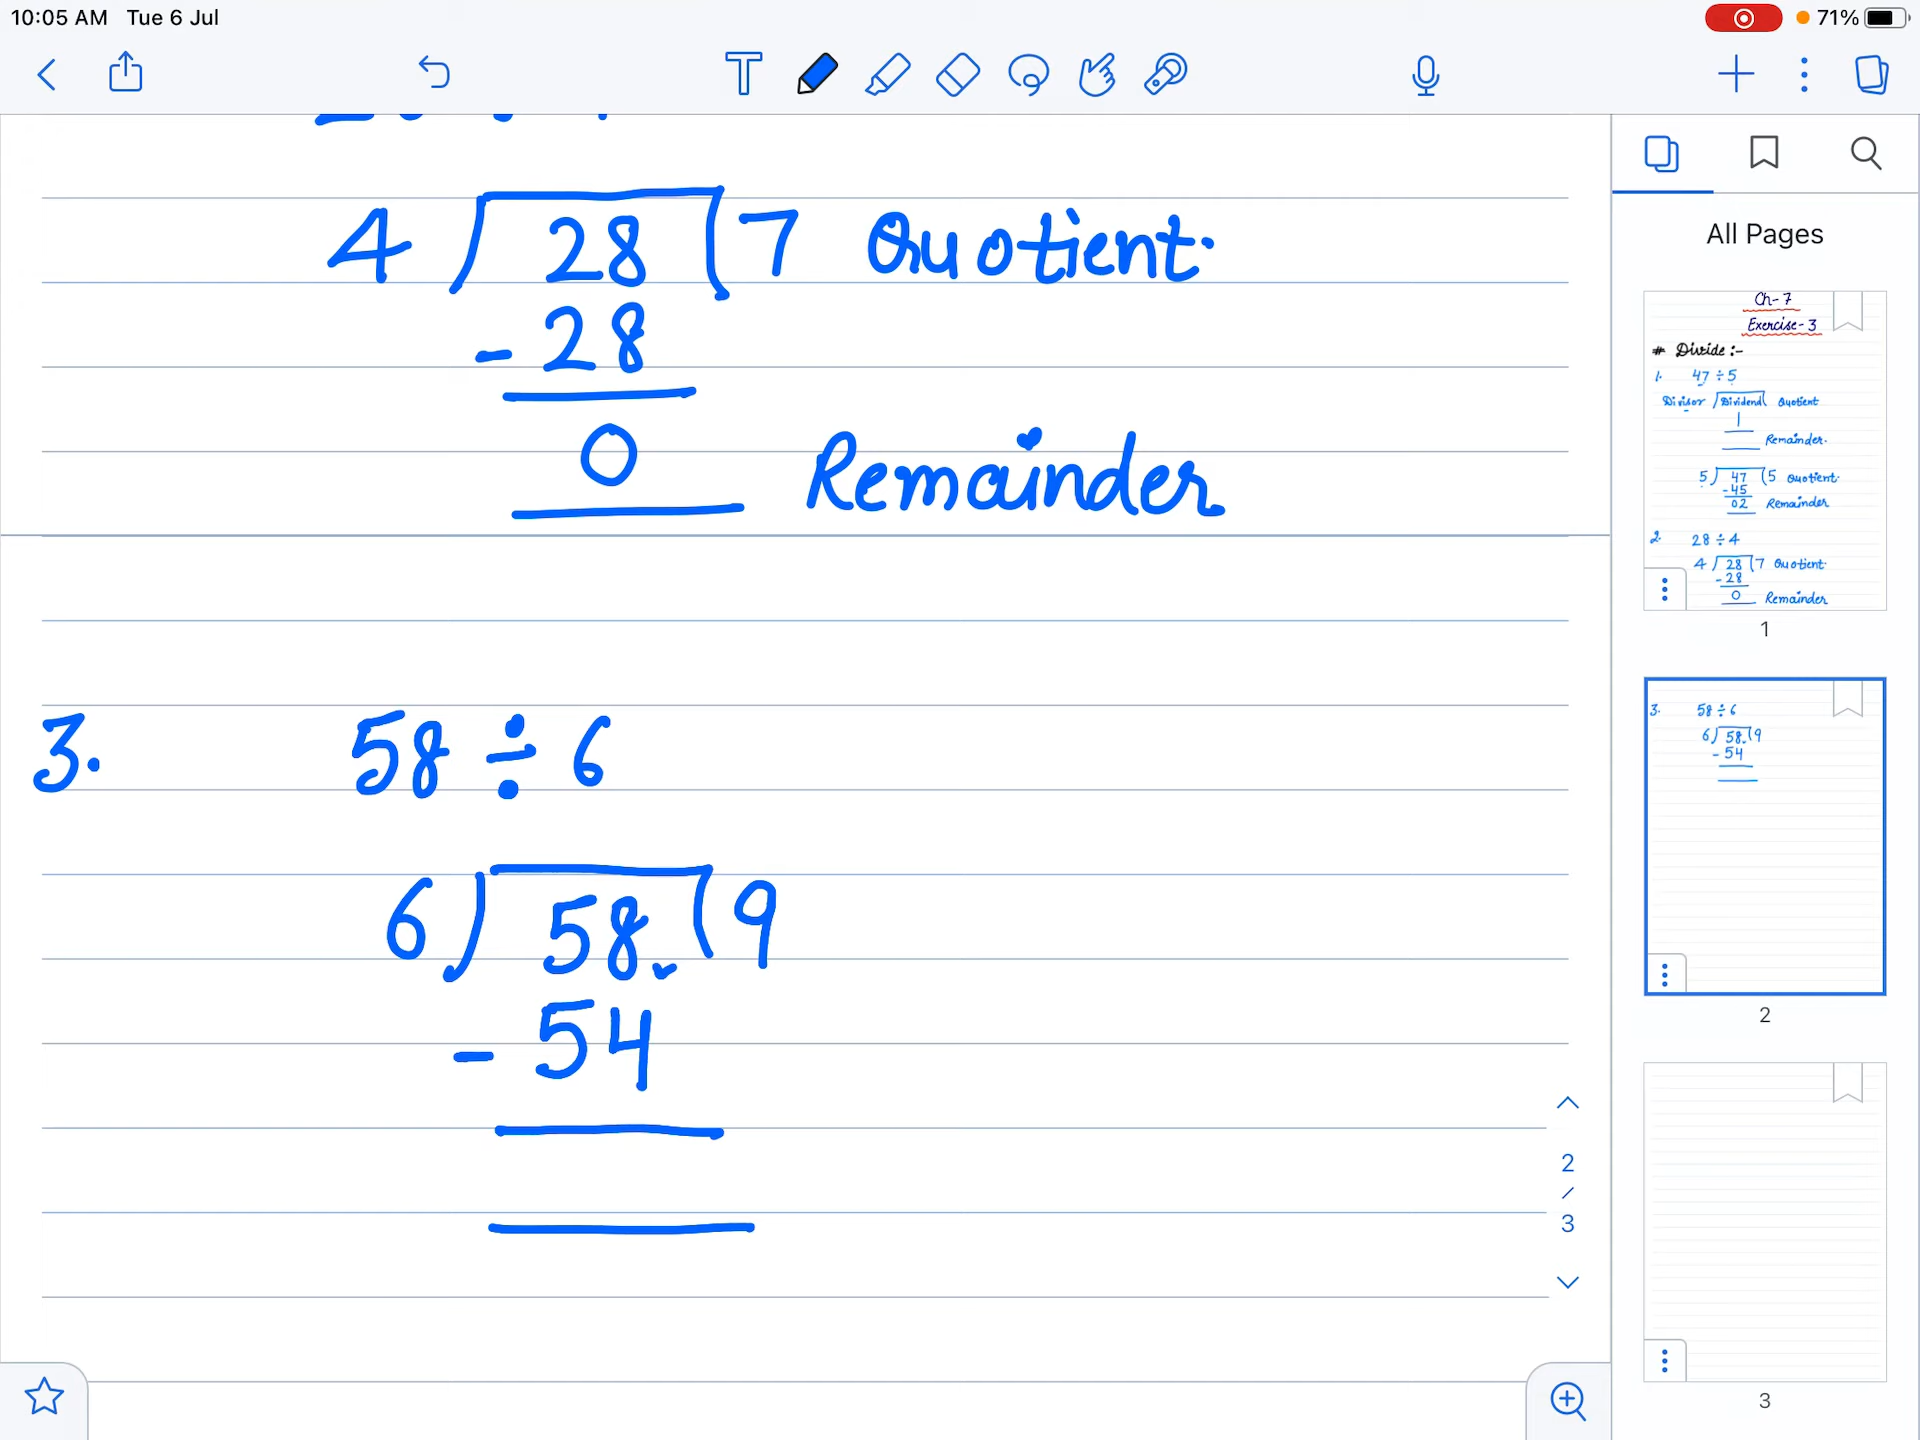 10:05 AM Tue 6 Jul
71%
4 ) 28 ( 7 Quotient.
- 28
0 Remainder
3. 58 ÷ 6
6 ) 58. ( 9
- 54
2
/
3
All Pages
Ch-7
Exercise-3
# Divide :-
1. 47 ÷ 5
Divisor ) Dividend ( Quotient
Remainder.
5 ) 47 ( 5 Quotient.
- 45
02 Remainder
2. 28 ÷ 4
4 ) 28 ( 7 Quotient.
- 28
0 Remainder
1
3. 58 ÷ 6
6 ) 58. ( 9
- 54
2
3